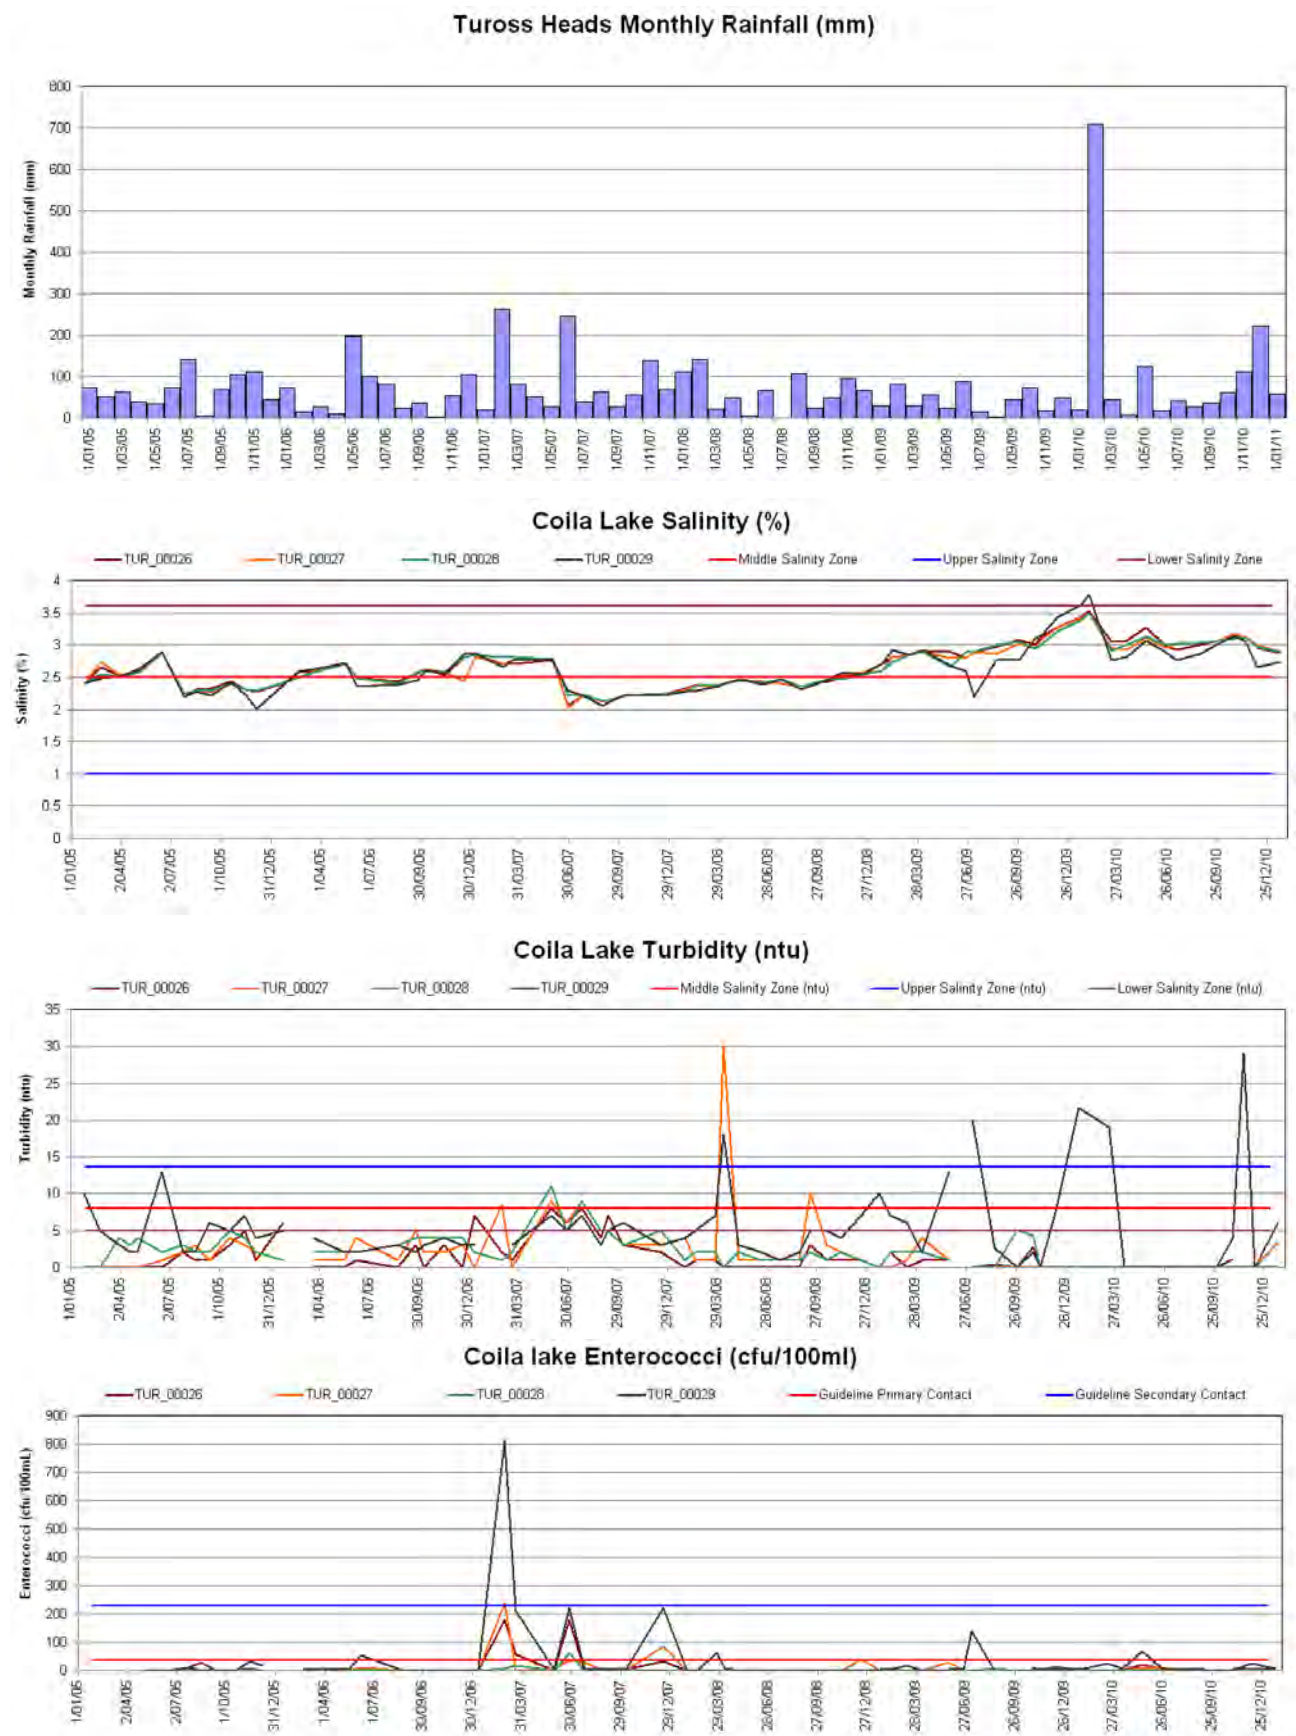 Tuross Heads Monthly Rainfall (mm)
800
700
600
500
400
300
200
100
0
Monthly Rainfall (mm)
1/01/05 1/03/05 1/05/05 1/07/05 1/09/05 1/11/05 1/01/06 1/03/06 1/05/06 1/07/06 1/09/06 1/11/06 1/01/07 1/03/07 1/05/07 1/07/07 1/09/07 1/11/07 1/01/08 1/03/08 1/05/08 1/07/08 1/09/08 1/11/08 1/01/09 1/03/09 1/05/09 1/07/09 1/09/09 1/11/09 1/01/10 1/03/10 1/05/10 1/07/10 1/09/10 1/11/10 1/01/11
Coila Lake Salinity (%)
TUR_00026 TUR_00027 TUR_00028 TUR_00029 Middle Salinity Zone Upper Salinity Zone Lower Salinity Zone
4
3.5
3
2.5
2
1.5
1
0.5
0
Salinity (%)
1/01/05 2/04/05 2/07/05 1/10/05 31/12/05 1/04/06 1/07/06 30/09/06 30/12/06 31/03/07 30/06/07 29/09/07 29/12/07 29/03/08 28/06/08 27/09/08 27/12/08 28/03/09 27/06/09 26/09/09 26/12/09 27/03/10 26/06/10 25/09/10 25/12/10
Coila Lake Turbidity (ntu)
TUR_00026 TUR_00027 TUR_00028 TUR_00029 Middle Salinity Zone (ntu) Upper Salinity Zone (ntu) Lower Salinity Zone (ntu)
35
30
25
20
15
10
5
0
Turbidity (ntu)
1/01/05 2/04/05 2/07/05 1/10/05 31/12/05 1/04/06 1/07/06 30/09/06 30/12/06 31/03/07 30/06/07 29/09/07 29/12/07 29/03/08 28/06/08 27/09/08 27/12/08 28/03/09 27/06/09 26/09/09 26/12/09 27/03/10 26/06/10 25/09/10 25/12/10
Coila lake Enterococci (cfu/100ml)
TUR_00026 TUR_00027 TUR_00028 TUR_00029 Guideline Primary Contact Guideline Secondary Contact
900
800
700
600
500
400
300
200
100
0
Enterococci (cfu/100mL)
1/01/05 2/04/05 2/07/05 1/10/05 31/12/05 1/04/06 1/07/06 30/09/06 30/12/06 31/03/07 30/06/07 29/09/07 29/12/07 29/03/08 28/06/08 27/09/08 27/12/08 28/03/09 27/06/09 26/09/09 26/12/09 27/03/10 26/06/10 25/09/10 25/12/10